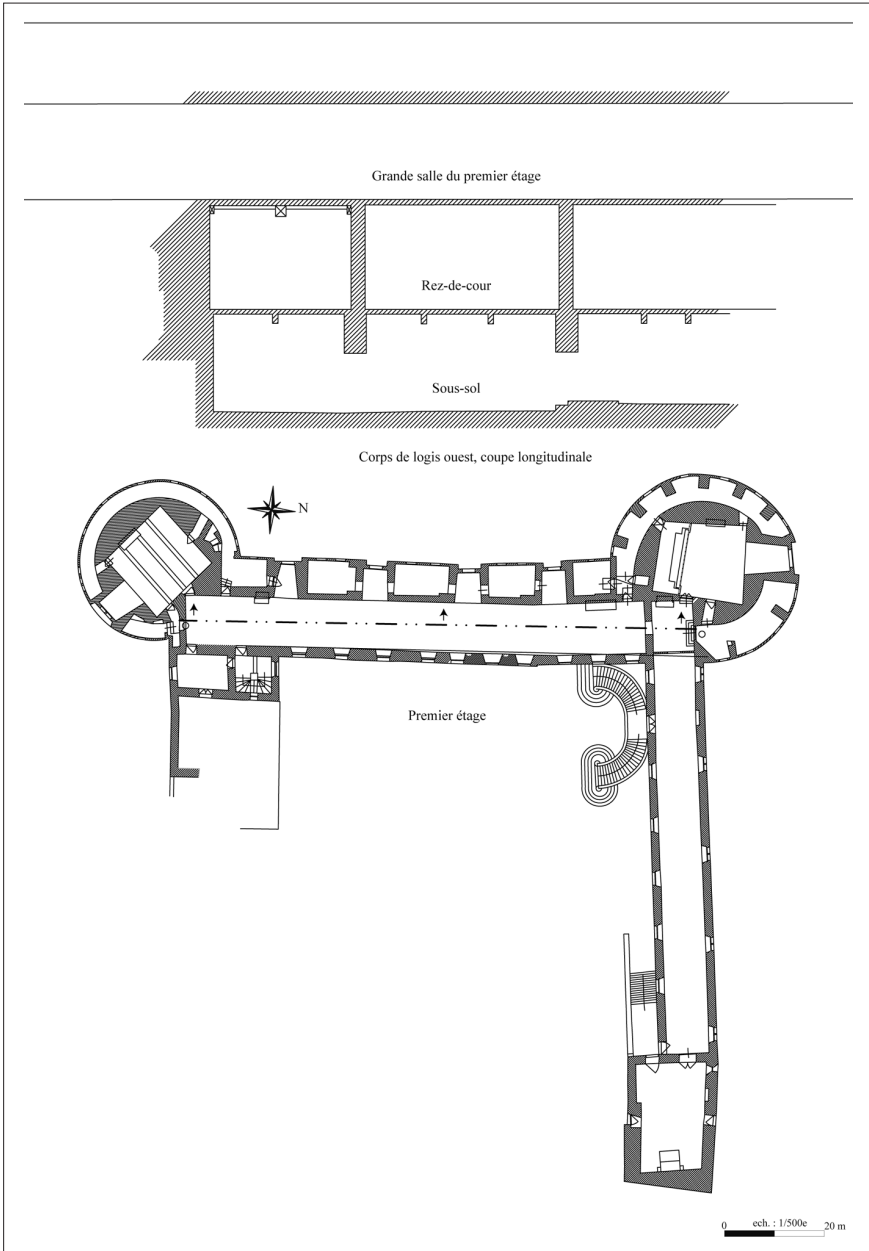 Grande salle du premier étage
Rez-de-cour
Sous-sol
Corps de logis ouest, coupe longitudinale
N
Premier étage
0 ech. : 1/500e 20 m